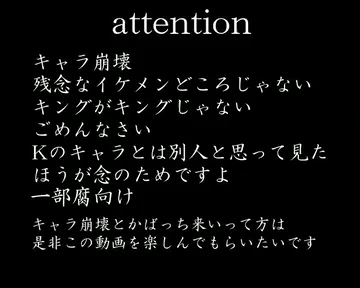 attention
キャラ崩壊
残念なイケメンどころじゃない
キングがキングじゃない
ごめんなさい
Kのキャラとは別人と思って見た
ほうが念のためですよ
一部腐向け
キャラ崩壊とかばっち来いって方は
是非この動画を楽しんでもらいたいです